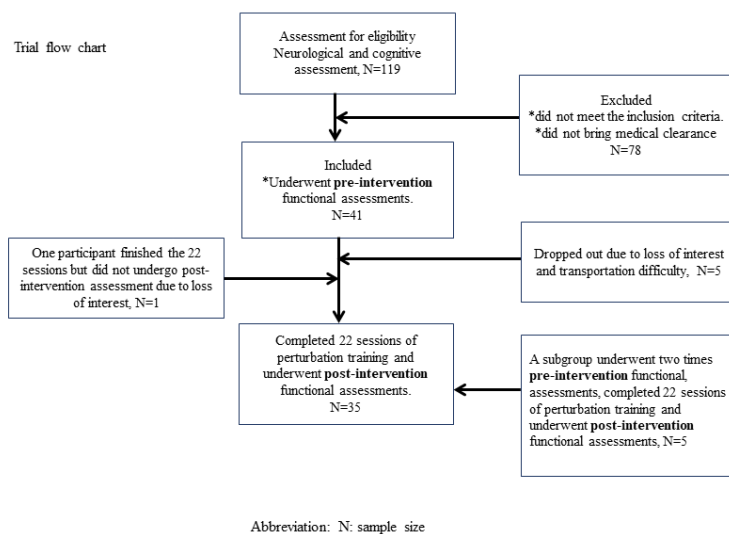 Trial flow chart
Assessment for eligibility
Neurological and cognitive
assessment, N=119
Excluded
*did not meet the inclusion criteria.
*did not bring medical clearance
N=78
Included
*Underwent pre-intervention
functional assessments.
N=41
One participant finished the 22
sessions but did not undergo post-
intervention assessment due to loss
of interest, N=1
Dropped out due to loss of interest
and transportation difficulty, N=5
Completed 22 sessions of
perturbation training and
underwent post-intervention
functional assessments.
N=35
A subgroup underwent two times
pre-intervention functional,
assessments, completed 22 sessions
of perturbation training and
underwent post-intervention
functional assessments, N=5
Abbreviation: N: sample size